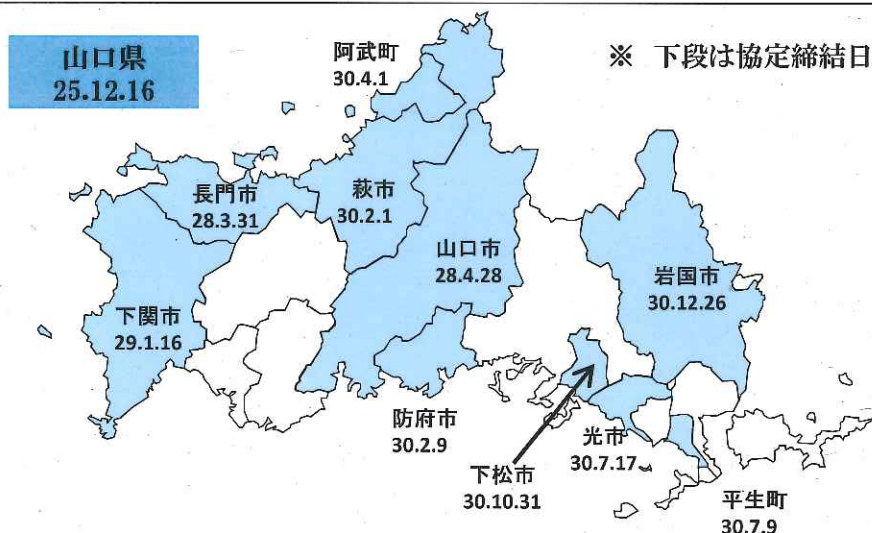 山口県
25.12.16
※ 下段は協定締結日
阿武町
30.4.1
長門市
28.3.31
萩市
30.2.1
山口市
28.4.28
岩国市
30.12.26
下関市
29.1.16
防府市
30.2.9
下松市
30.10.31
光市
30.7.17
平生町
30.7.9